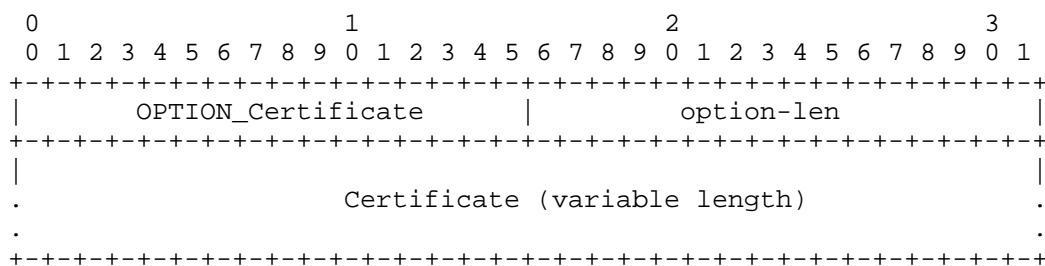 0                   1                   2                   3
 0 1 2 3 4 5 6 7 8 9 0 1 2 3 4 5 6 7 8 9 0 1 2 3 4 5 6 7 8 9 0 1
+-+-+-+-+-+-+-+-+-+-+-+-+-+-+-+-+-+-+-+-+-+-+-+-+-+-+-+-+-+-+-+-+
|       OPTION_Certificate      |         option-len            |
+-+-+-+-+-+-+-+-+-+-+-+-+-+-+-+-+-+-+-+-+-+-+-+-+-+-+-+-+-+-+-+-+
|                                                               |
.                    Certificate (variable length)              .
.                                                               .
+-+-+-+-+-+-+-+-+-+-+-+-+-+-+-+-+-+-+-+-+-+-+-+-+-+-+-+-+-+-+-+-+